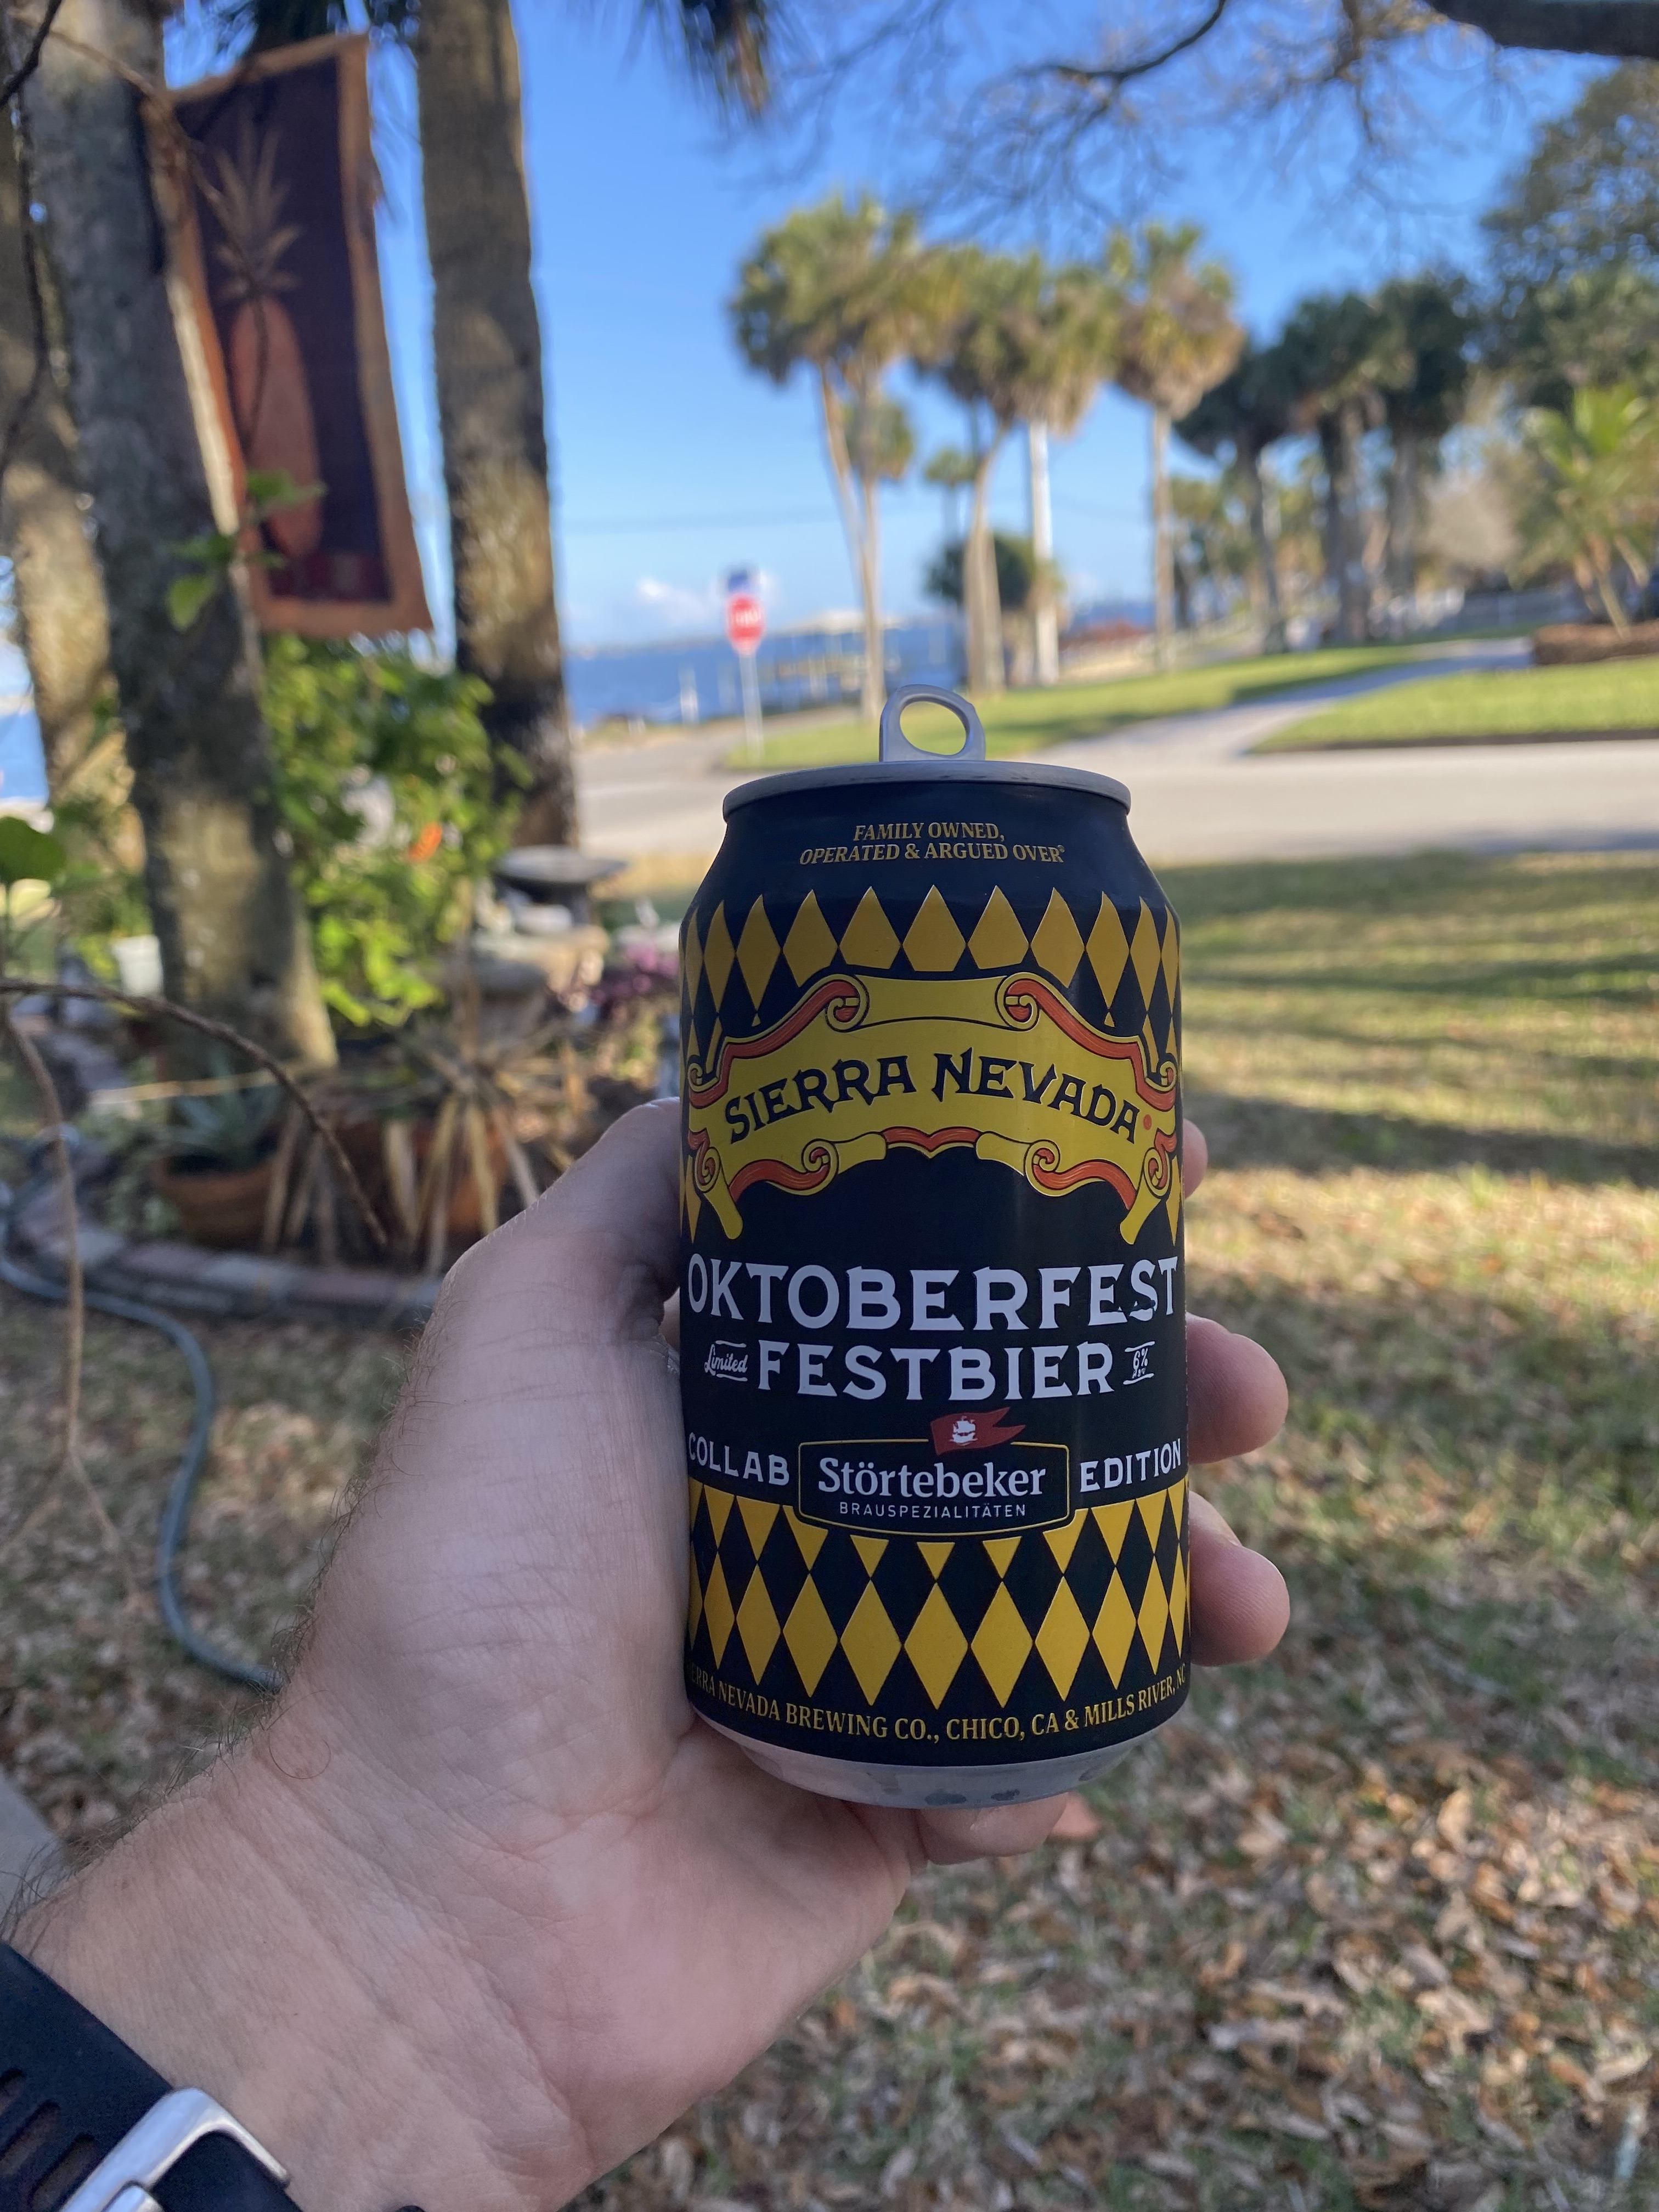 FAMILY OWNED,
OPERATED & ARGUED OVER®
SIERRA NEVADA®
OKTOBERFEST
Limited FESTBIER 6%
COLLAB Störtebeker EDITION
BRAUSPEZIALITÄTEN
SIERRA NEVADA BREWING CO., CHICO, CA & MILLS RIVER, NC